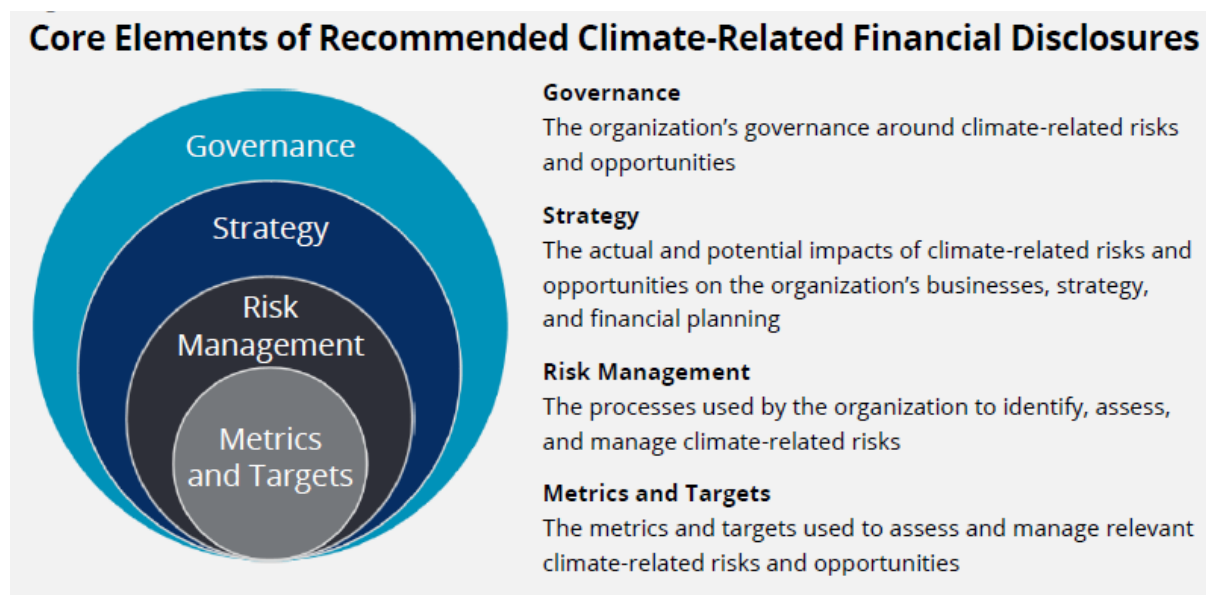 Core Elements of Recommended Climate-Related Financial Disclosures
Governance
Strategy
Risk
Management
Metrics
and Targets
Governance
The organization’s governance around climate-related risks
and opportunities
Strategy
The actual and potential impacts of climate-related risks and
opportunities on the organization’s businesses, strategy,
and financial planning
Risk Management
The processes used by the organization to identify, assess,
and manage climate-related risks
Metrics and Targets
The metrics and targets used to assess and manage relevant
climate-related risks and opportunities